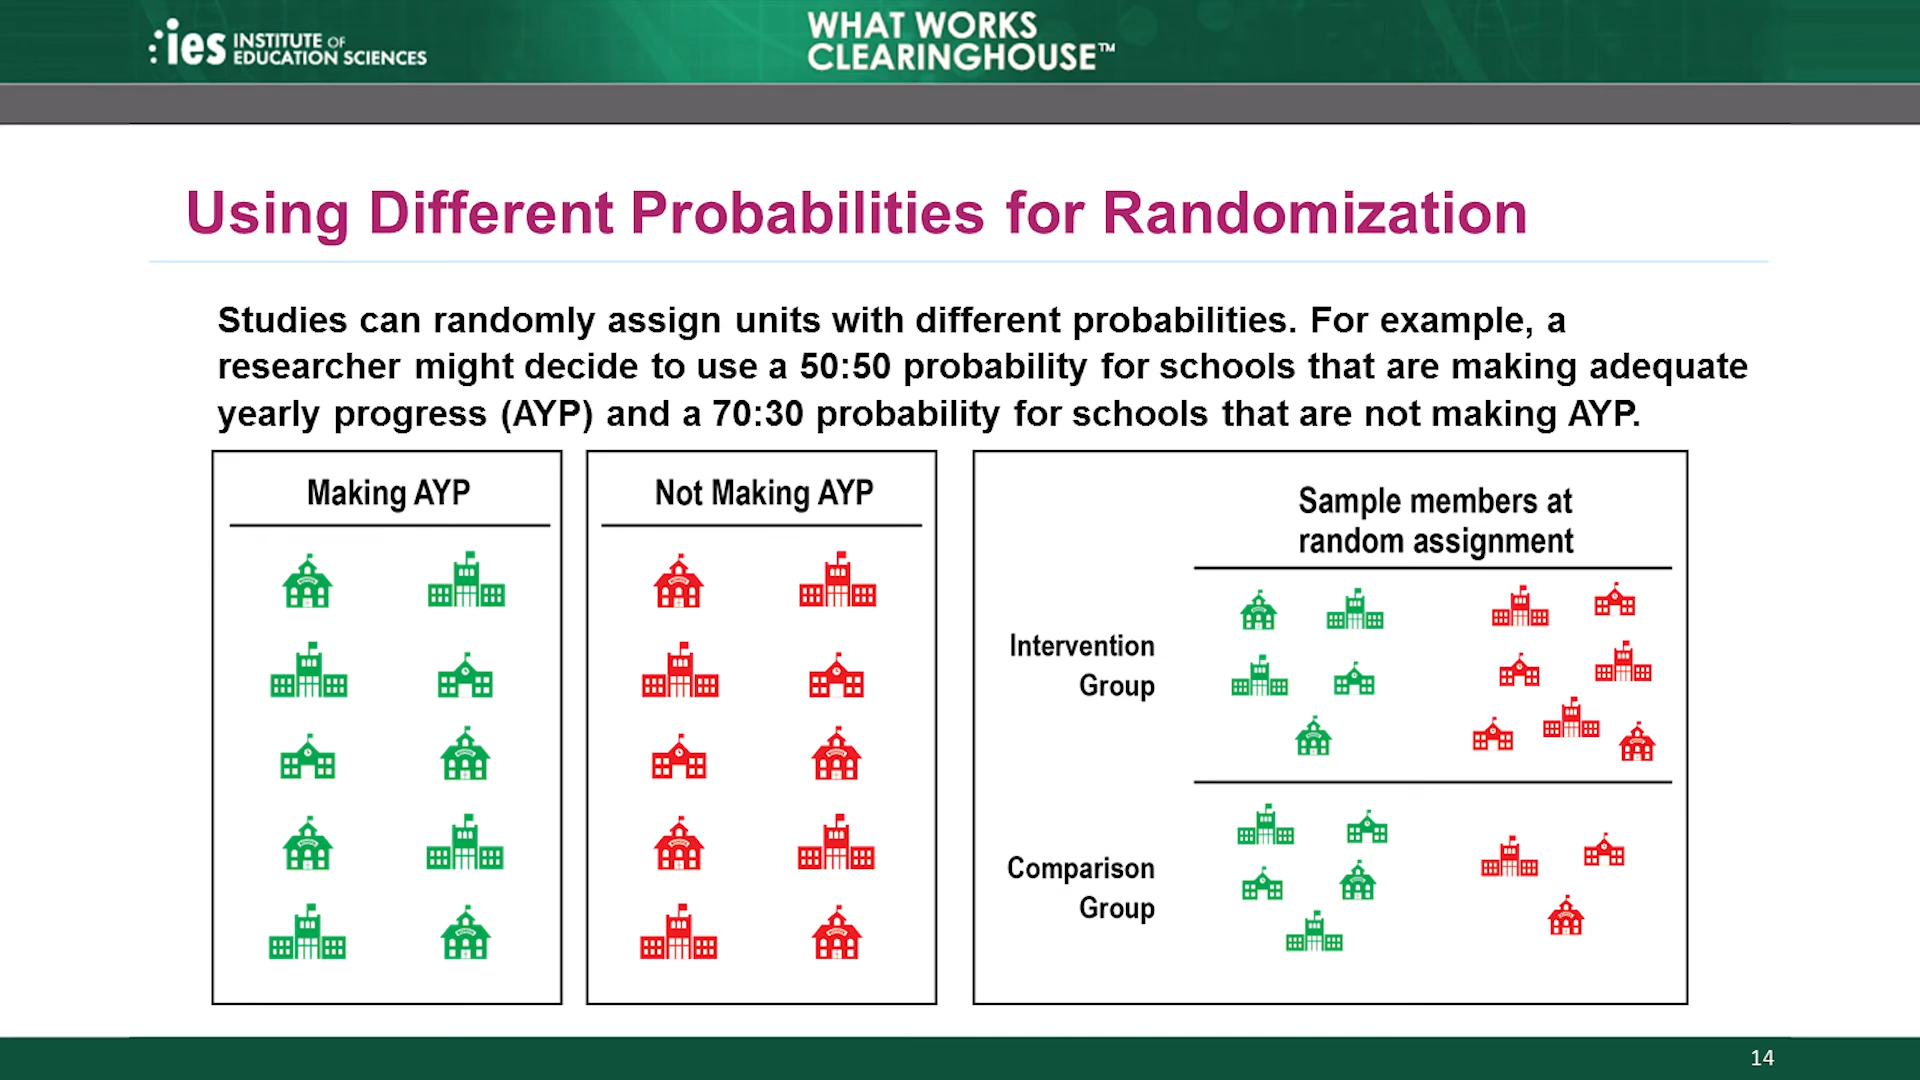 ies INSTITUTE OF
EDUCATION SCIENCES
WHAT WORKS
CLEARINGHOUSE™
Using Different Probabilities for Randomization
Studies can randomly assign units with different probabilities. For example, a
researcher might decide to use a 50:50 probability for schools that are making adequate
yearly progress (AYP) and a 70:30 probability for schools that are not making AYP.
Making AYP
Not Making AYP
Sample members at
random assignment
Intervention
Group
Comparison
Group
14